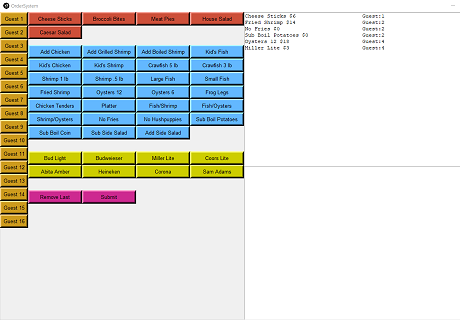 OrderSystem
Guest 1 Cheese Sticks Broccoli Bites Meat Pies House Salad
Guest 2 Caesar Salad
Guest 3
Guest 4 Add Chicken Add Grilled Shrimp Add Boiled Shrimp Kid's Fish
Guest 5 Kid's Chicken Kid's Shrimp Crawfish 5 lb Crawfish 3 lb
Guest 6 Shrimp 1 lb Shrimp .5 lb Large Fish Small Fish
Guest 7 Fried Shrimp Oysters 12 Oysters 6 Frog Legs
Guest 8 Chicken Tenders Platter Fish/Shrimp Fish/Oysters
Guest 9 Shrimp/Oysters No Fries No Hushpuppies Sub Boil Potatoes
Guest 10 Sub Boil Corn Sub Side Salad Add Side Salad
Guest 11 Bud Light Budweiser Miller Lite Coors Lite
Guest 12 Abita Amber Heineken Corona Sam Adams
Guest 13
Guest 14 Remove Last Submit
Guest 15
Guest 16
Cheese Sticks $6 Guest:1
Fried Shrimp $14 Guest:2
No Fries $0 Guest:2
Sub Boil Potatoes $0 Guest:2
Oysters 12 $18 Guest:4
Miller Lite $3 Guest:4